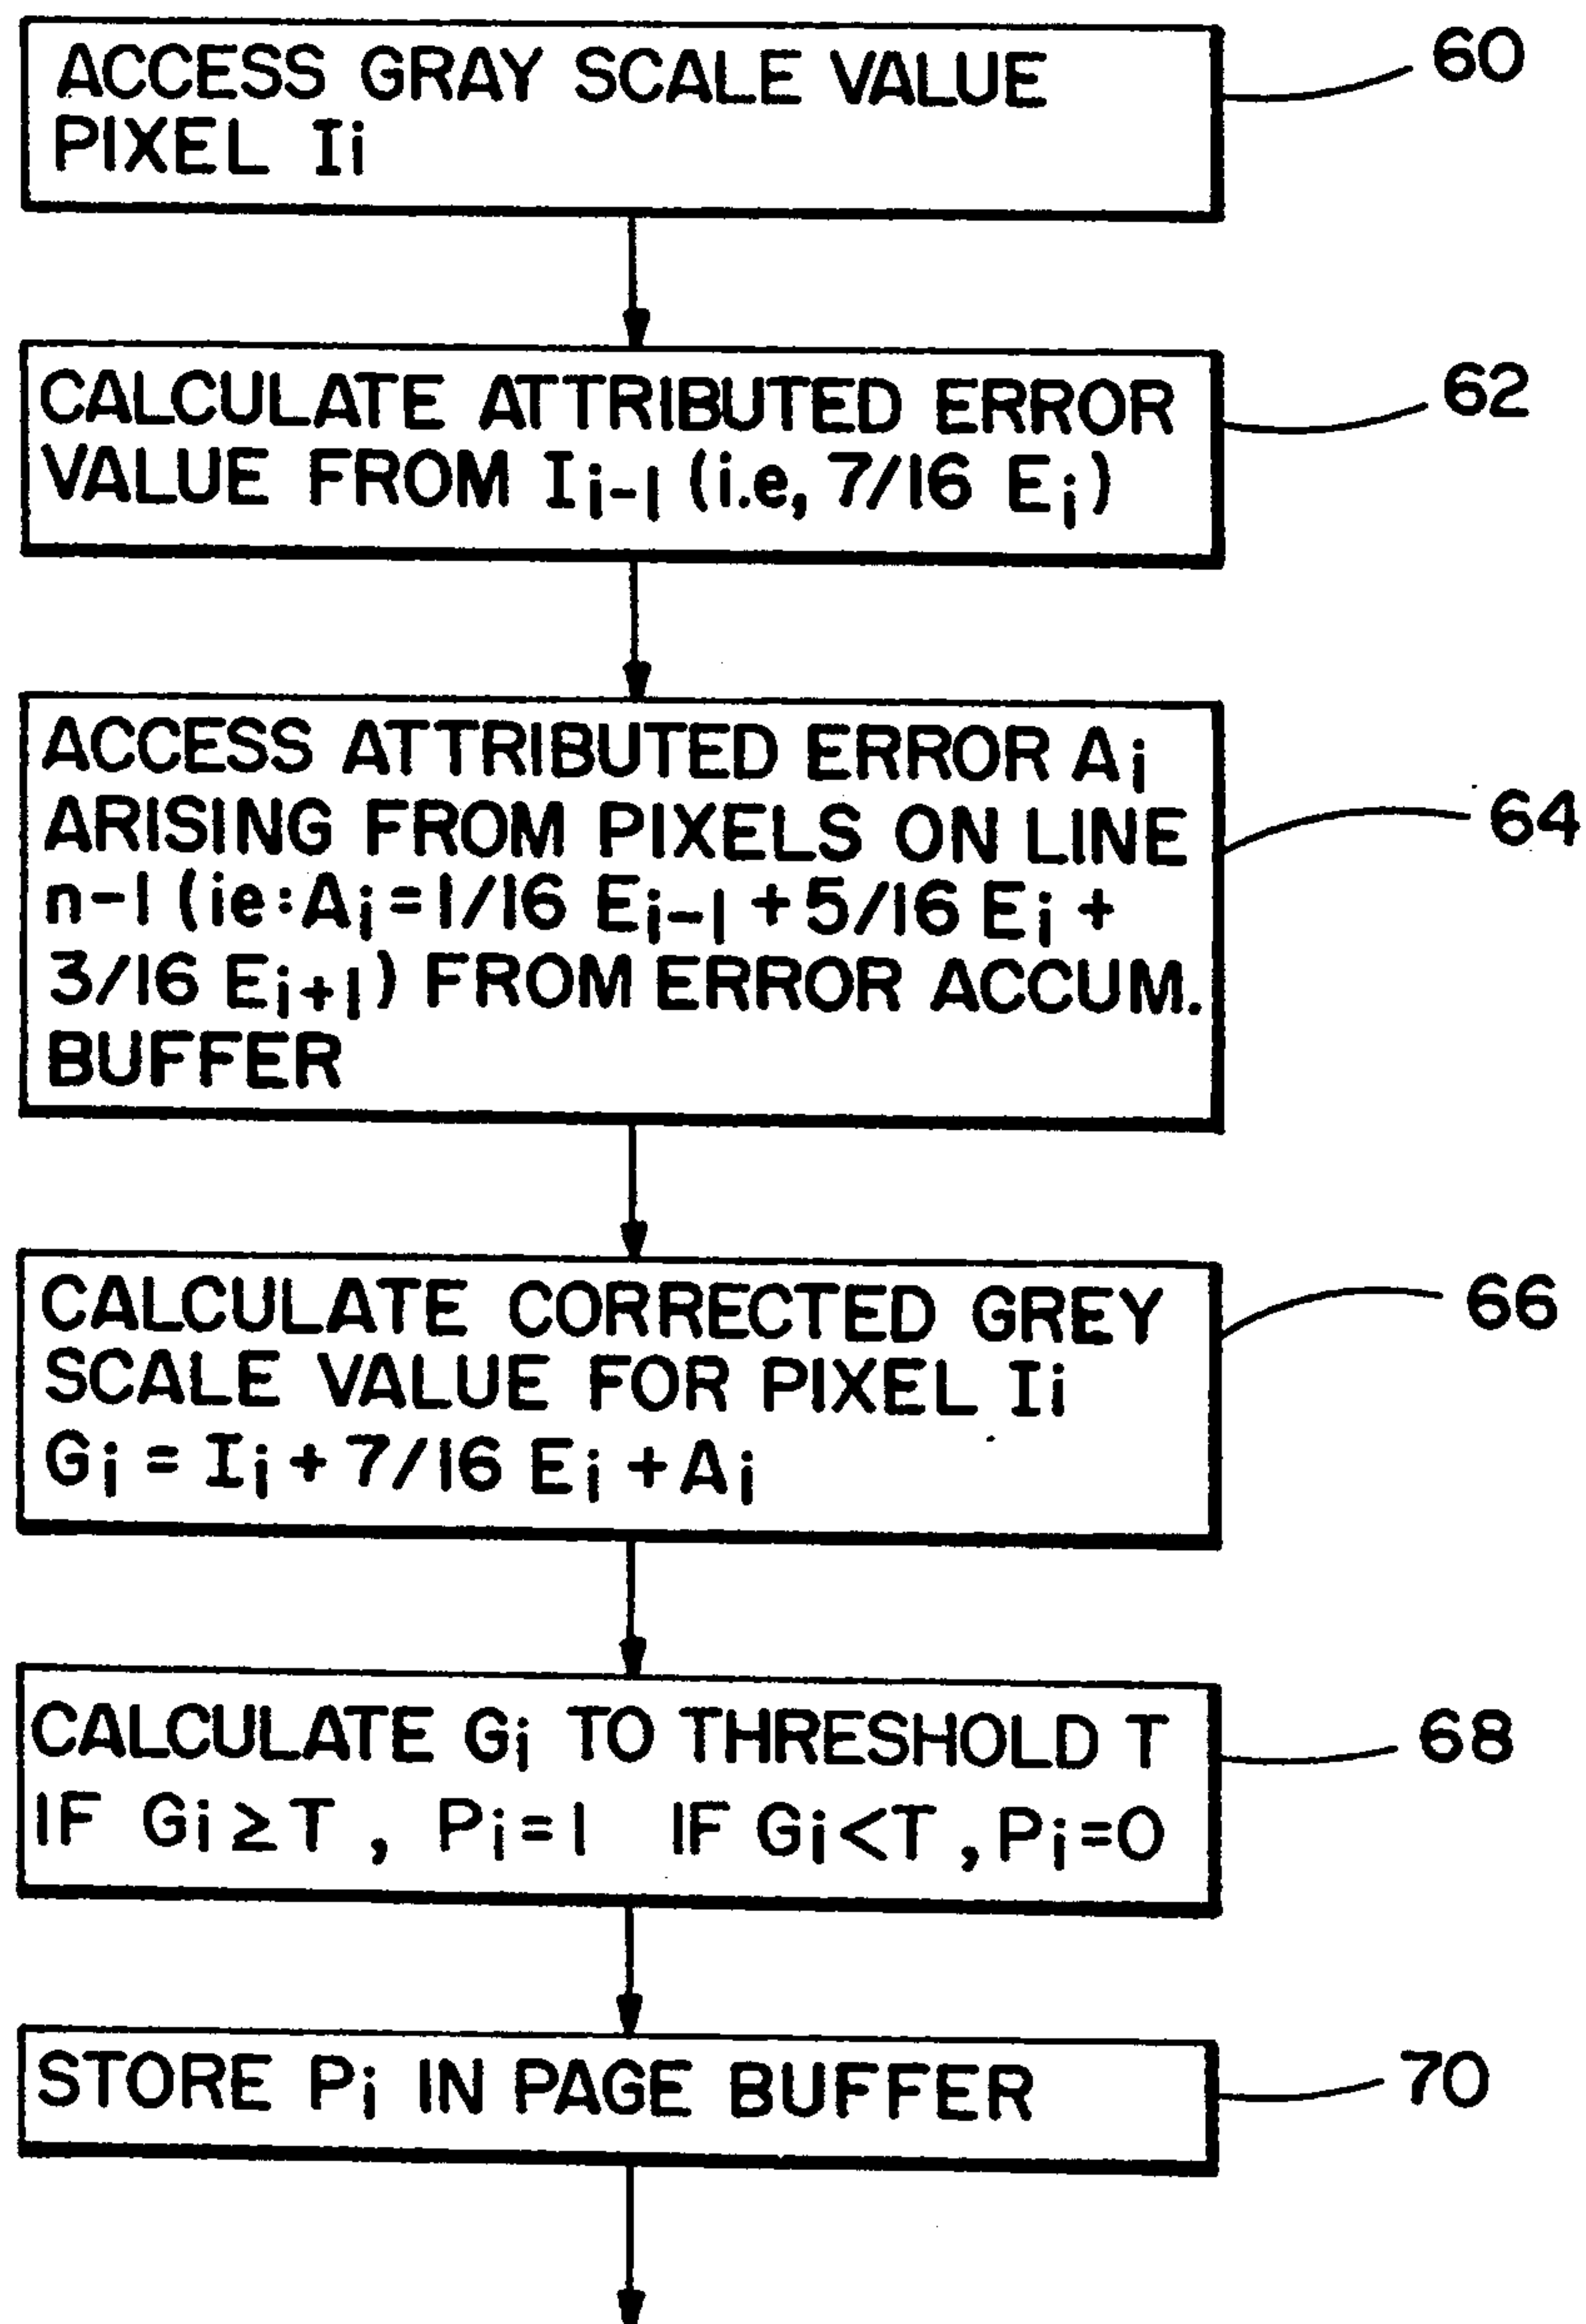 ACCESS GRAY SCALE VALUE
60
PIXEL Ii
CALCULATE ATTRIBUTED ERROR
62
VALUE FROM Ii-1 (i.e, 7/16 Ei)
ACCESS ATTRIBUTED ERROR Ai
ARISING FROM PIXELS ON LINE
64
n-1 (ie:Ai=1/16 Ei-1+5/16 Ei+
3/16 Ei+1) FROM ERROR ACCUM.
BUFFER
CALCULATE CORRECTED GREY
66
SCALE VALUE FOR PIXEL Ii
Gi = Ii+7/16 Ei+Ai
CALCULATE Gi TO THRESHOLD T
68
IF Gi≥T, Pi=1 IF Gi<T, Pi=0
STORE Pi IN PAGE BUFFER
70